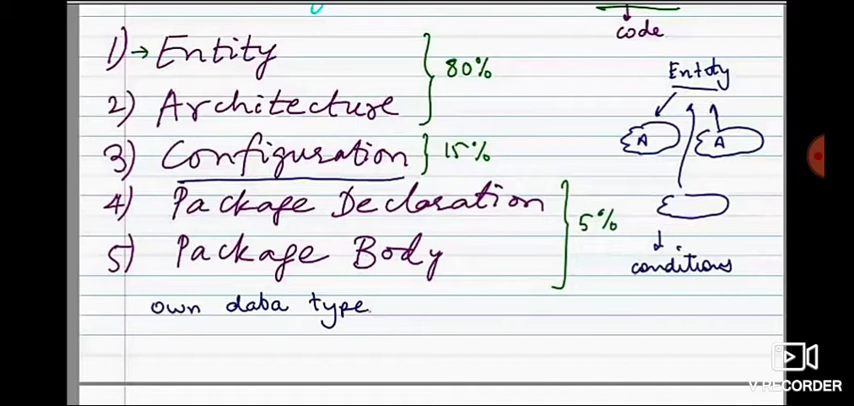 code
1) → Entity
2) Architecture
} 80%
3) Configuration } 15%
4) Package Declaration
5) Package Body
} 5%
own daba type
Entity
A
A
conditions
V RECORDER